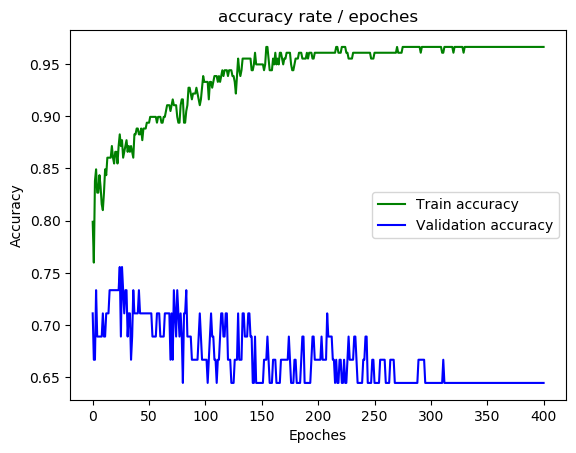 accuracy rate / epoches
0.95
0.90
0.85
0.80
0.75
0.70
0.65
Accuracy
Train accuracy
Validation accuracy
0 50 100 150 200 250 300 350 400
Epoches